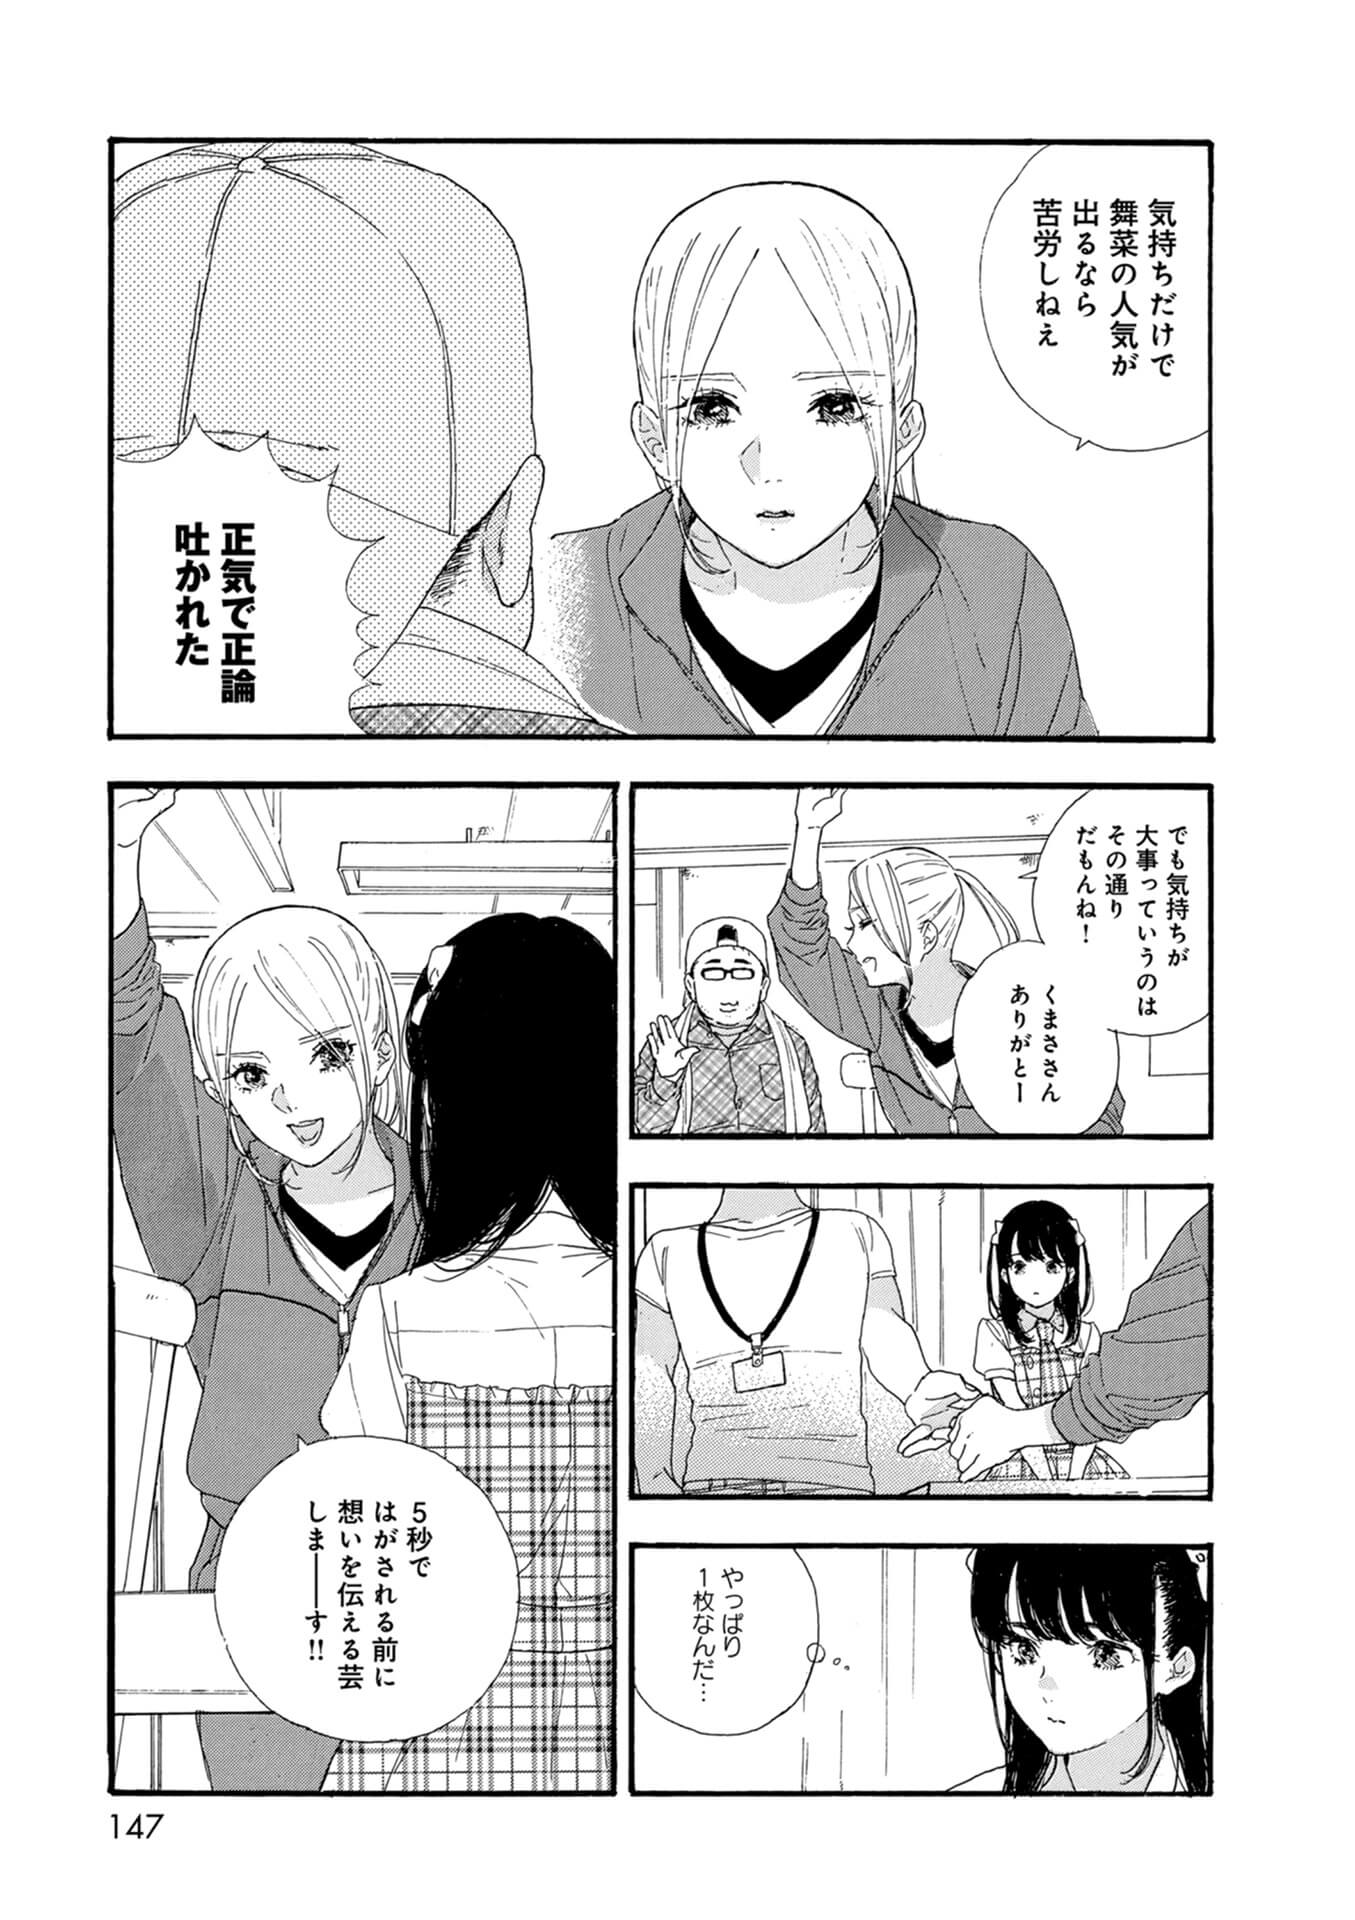 気持ちだけで
舞菜の人気が
出るなら
苦労しねぇ
正気で正論
吐かれた
でも気持ちが
大事っていうのは
その通り
だもんね！
くまささん
ありがとー
やっぱり
1枚なんだ…
5秒で
はがされる前に
想いを伝える芸
しまーーす!!
147